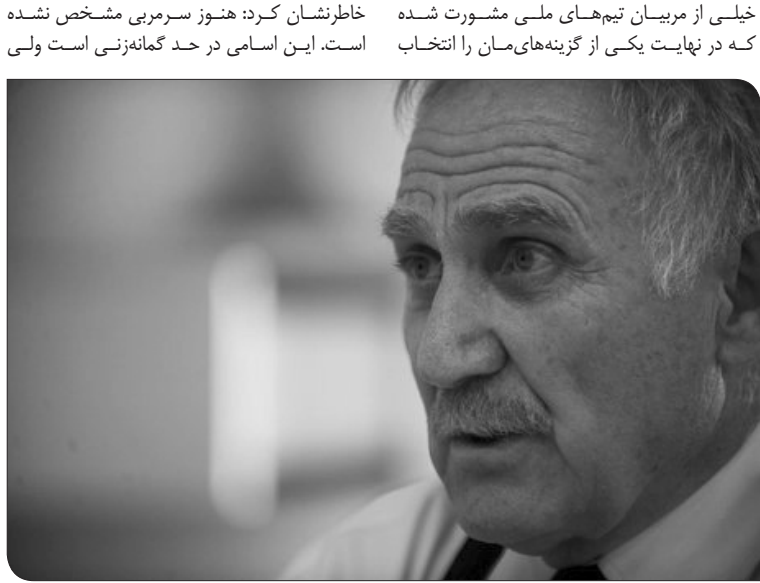 خیلی از مربیان تیم‌های ملی مشورت شده
که در نهایت یکی از گزینه‌های‌مان را انتخاب
خاطرنشان کرد: هنوز سرمربی مشخص نشده
است. این اسامی در حد گمانه‌زنی است ولی